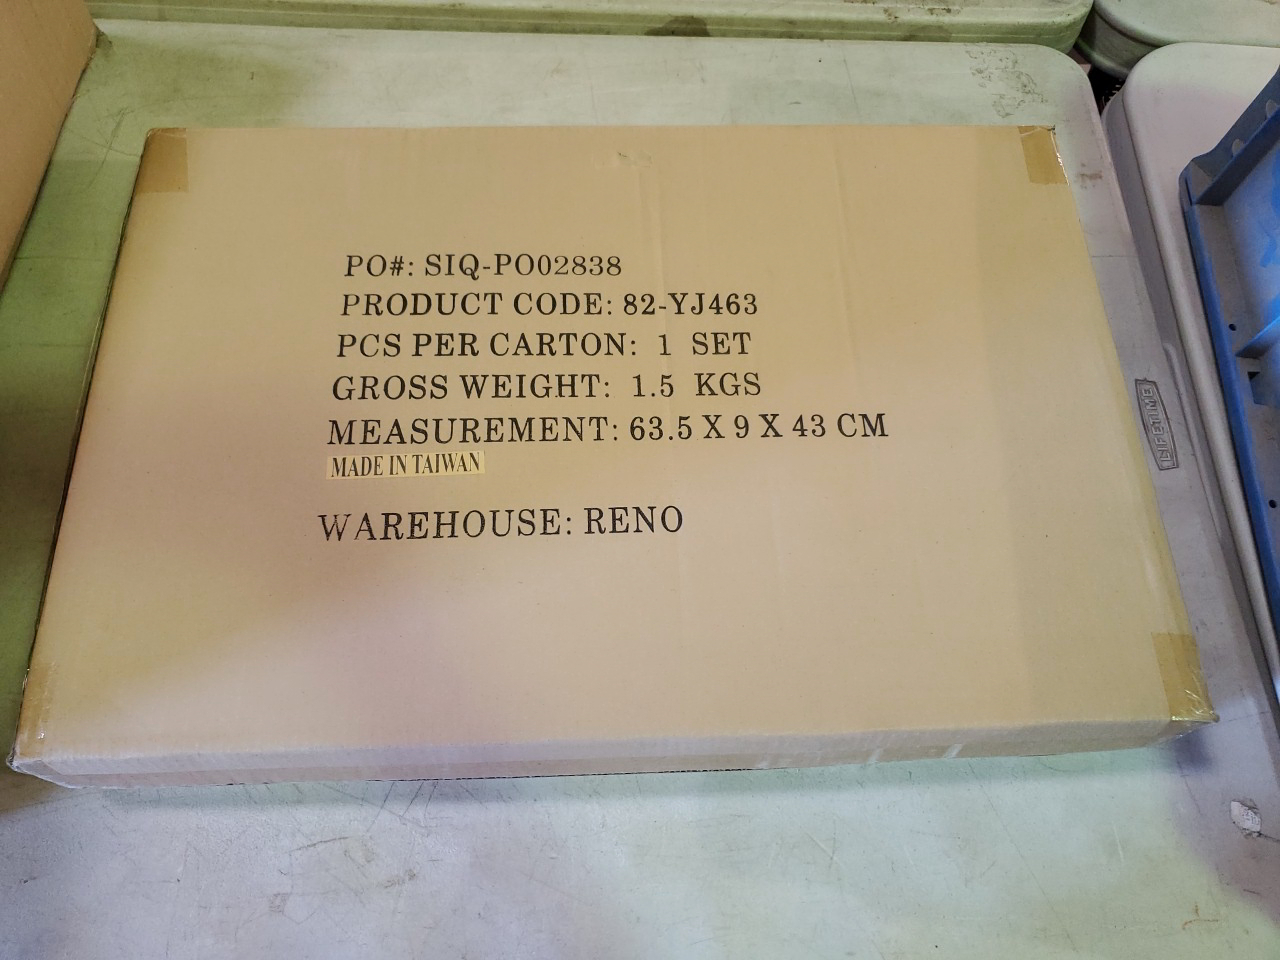 PO#: SIQ-PO02838
PRODUCT CODE: 82-YJ463
PCS PER CARTON: 1 SET
GROSS WEIGHT: 1.5 KGS
MEASUREMENT: 63.5 X 9 X 43 CM
MADE IN TAIWAN
WAREHOUSE: RENO
LIFETIME